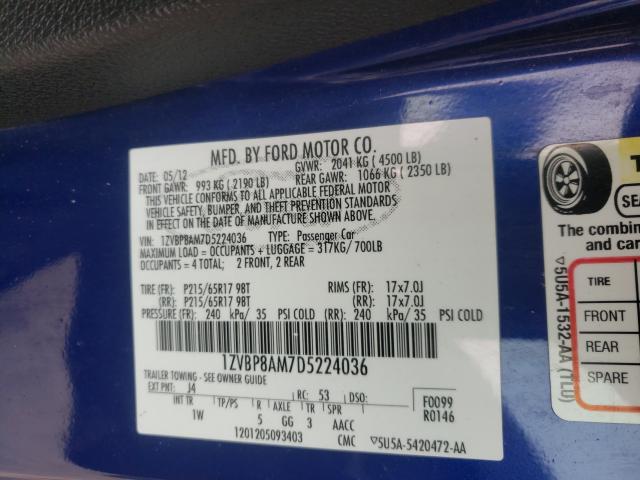 MFD. BY FORD MOTOR CO.
DATE: 05/12 GVWR: 2041 KG ( 4500 LB)
FRONT GAWR: 993 KG ( 2190 LB) REAR GAWR: 1066 KG ( 2350 LB)
THIS VEHICLE CONFORMS TO ALL APPLICABLE FEDERAL MOTOR
VEHICLE SAFETY, BUMPER, AND THEFT PREVENTION STANDARDS
IN EFFECT ON THE DATE OF MANUFACTURE SHOWN ABOVE.
VIN: 1ZVBP8AM7D5224036 TYPE: Passenger Car
MAXIMUM LOAD = OCCUPANTS + LUGGAGE = 317KG/ 700LB
OCCUPANTS = 4 TOTAL; 2 FRONT, 2 REAR
TIRE (FR): P215/65R17 98T RIMS (FR): 17x7.0J
(RR): P215/65R17 98T (RR): 17x7.0J
PRESSURE (FR): 240 kPa/ 35 PSI COLD (RR): 240 kPa/ 35 PSI COLD
1ZVBP8AM7D5224036
TRAILER TOWING - SEE OWNER GUIDE
EXT PNT: J4 RC: 53 DSO:
INT TR TP/PS R AXLE TR SPR
1W 5 GG 3 AACC
F0099
R0146
1201205093403 CMC
5U5A-5420472-AA
T
SEA
The combine
and car
TIRE
FRONT
REAR
SPARE
5U5A-1532-AA (TLU)